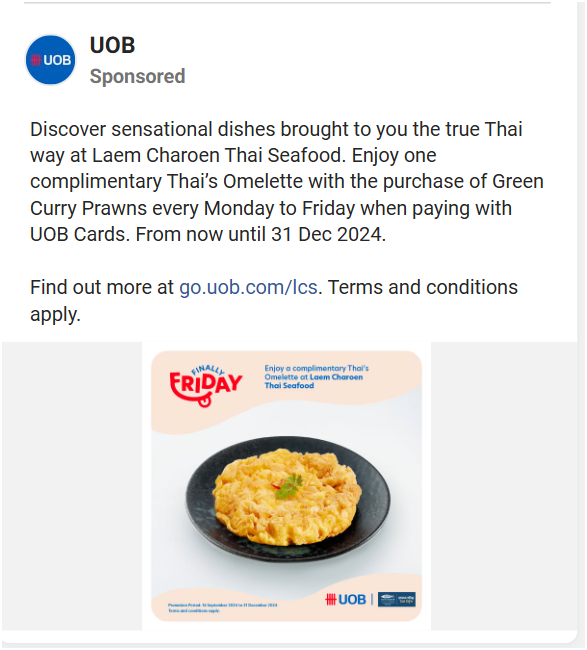 UOB
UOB
Sponsored
Discover sensational dishes brought to you the true Thai
way at Laem Charoen Thai Seafood. Enjoy one
complimentary Thai's Omelette with the purchase of Green
Curry Prawns every Monday to Friday when paying with
UOB Cards. From now until 31 Dec 2024.
Find out more at go.uob.com/lcs. Terms and conditions
apply.
FINALLY
FRIDAY
Enjoy a complimentary Thai's
Omelette at Laem Charoen
Thai Seafood
Promotion Period: 16 September 2024 to 31 December 2024
Terms and conditions apply
UOB